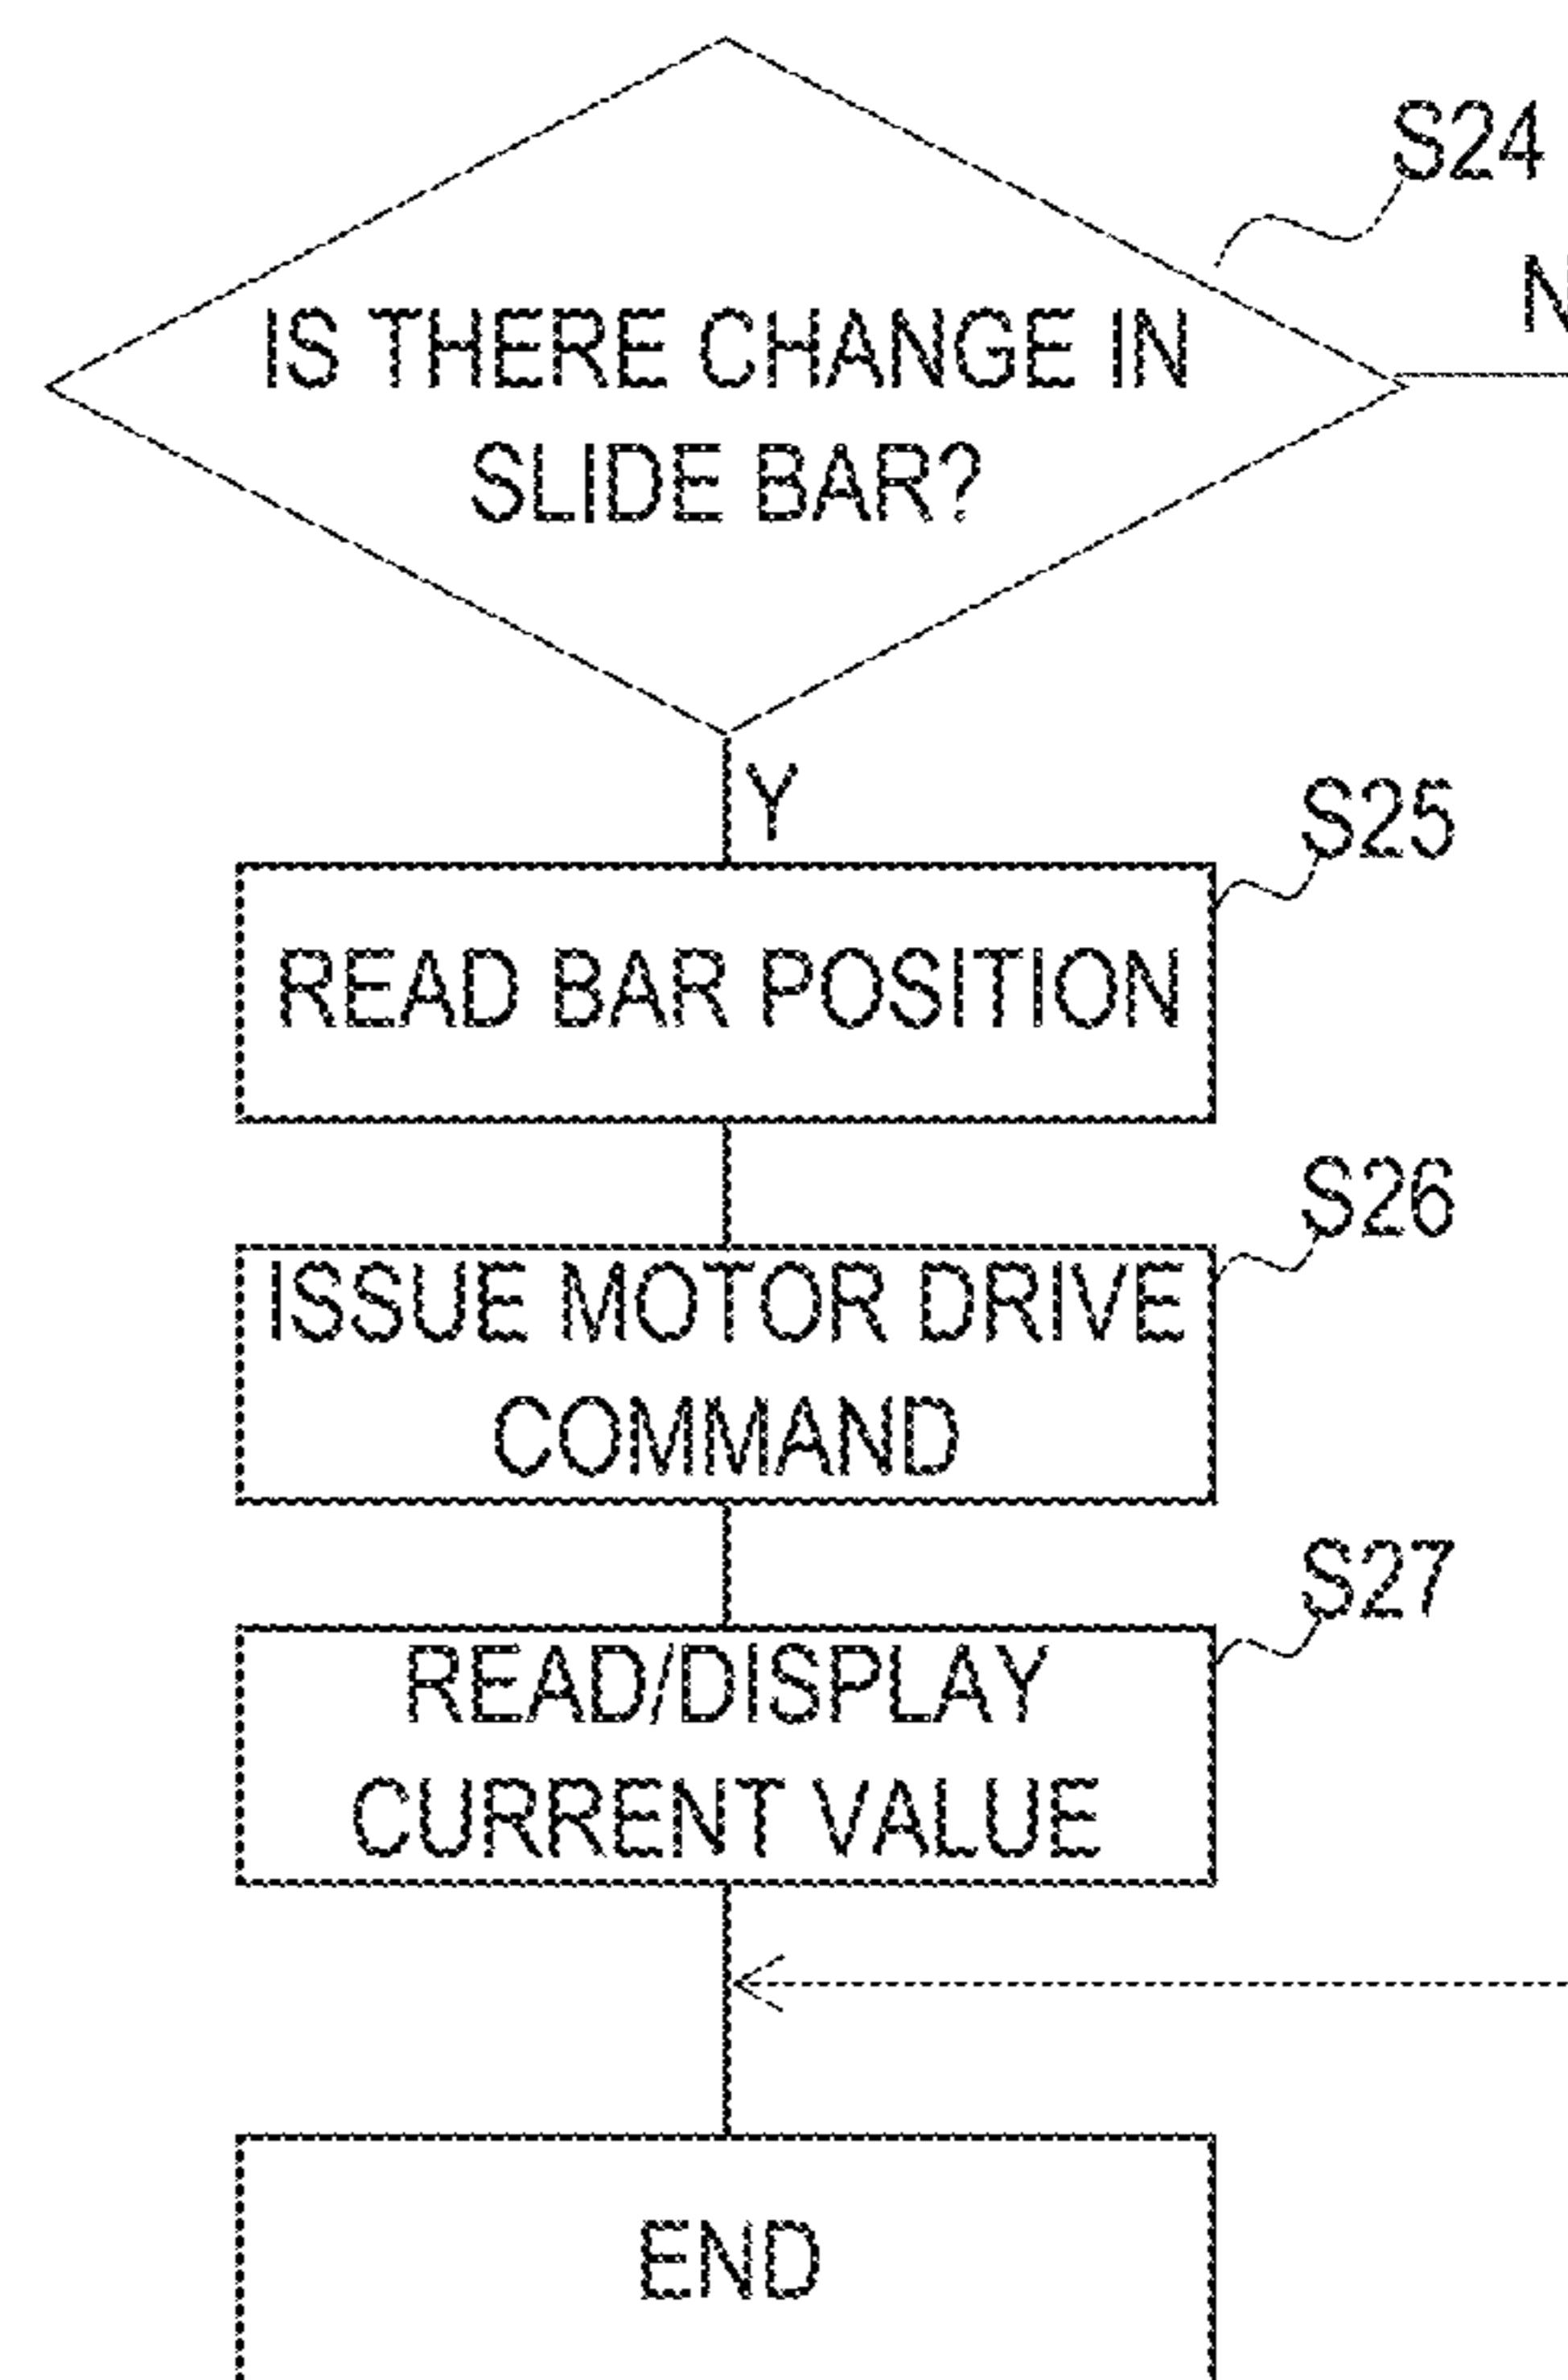 S24
N
IS THERE CHANGE IN
SLIDE BAR?
Y
S25
READ BAR POSITION
S26
ISSUE MOTOR DRIVE
COMMAND
S27
READ/DISPLAY
CURRENT VALUE
END